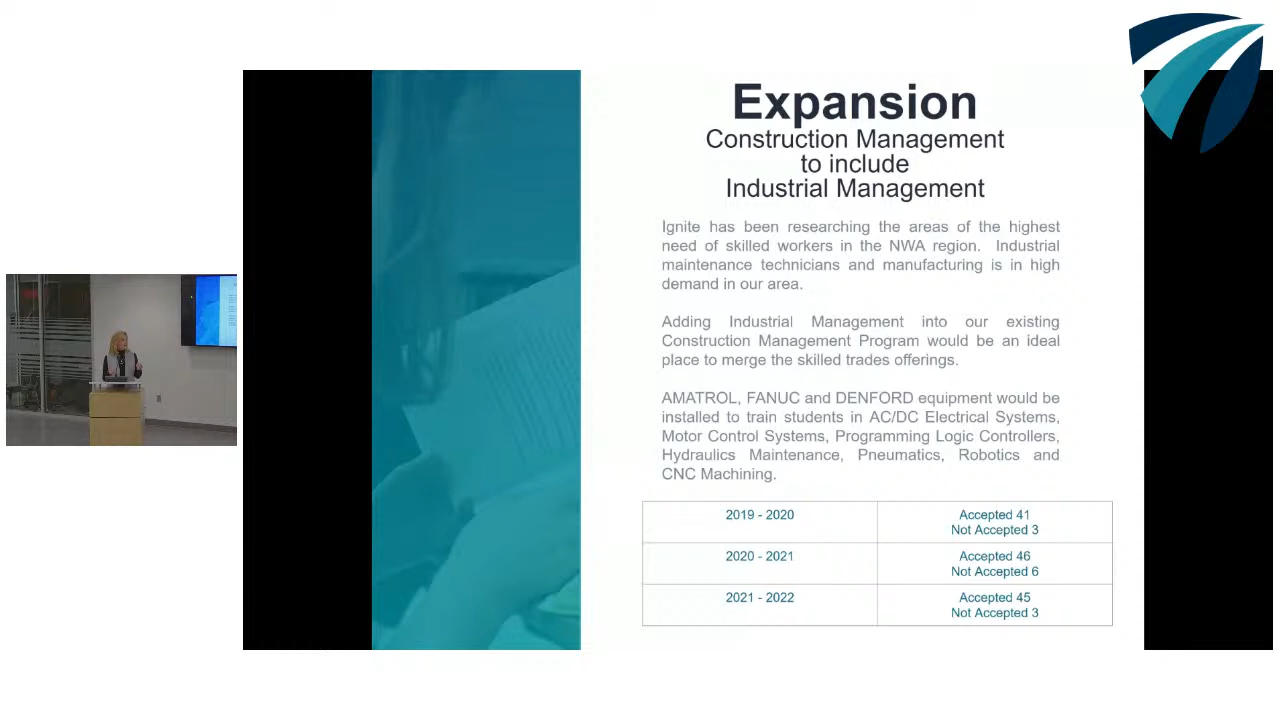 Expansion
Construction Management
to include
Industrial Management
Ignite has been researching the areas of the highest
need of skilled workers in the NWA region. Industrial
maintenance technicians and manufacturing is in high
demand in our area.
Adding Industrial Management into our existing
Construction Management Program would be an ideal
place to merge the skilled trades offerings.
AMATROL, FANUC and DENFORD equipment would be
installed to train students in AC/DC Electrical Systems,
Motor Control Systems, Programming Logic Controllers,
Hydraulics Maintenance, Pneumatics, Robotics and
CNC Machining.
2019 - 2020
Accepted 41
Not Accepted 3
2020 - 2021
Accepted 46
Not Accepted 6
2021 - 2022
Accepted 45
Not Accepted 3